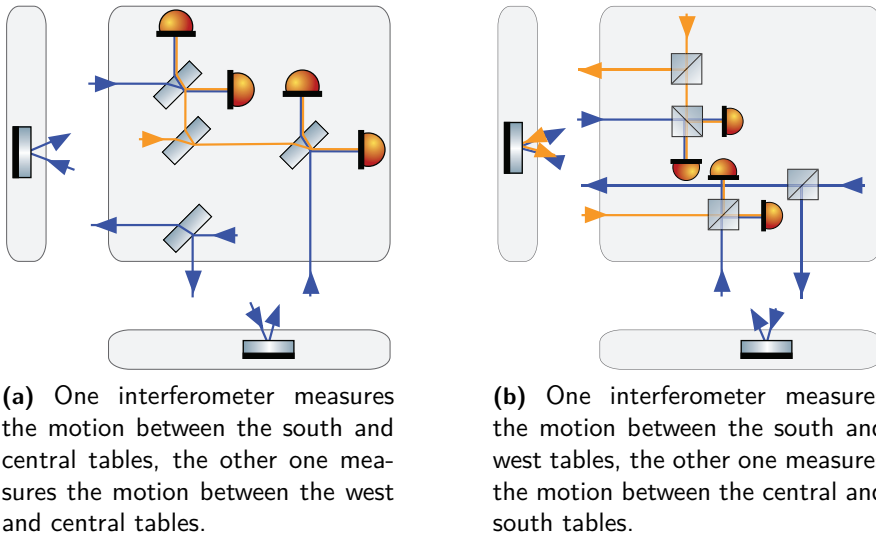 (a) One interferometer measures
the motion between the south and
central tables, the other one mea-
sures the motion between the west
and central tables.
(b) One interferometer measure
the motion between the south and
west tables, the other one measure
the motion between the central and
south tables.